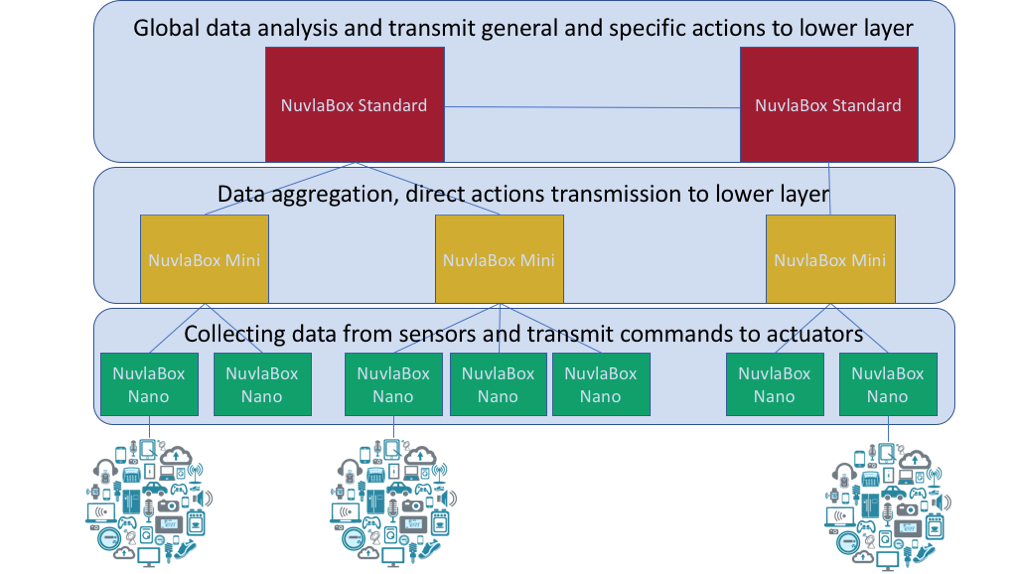 Global data analysis and transmit general and specific actions to lower layer
NuvlaBox Standard
NuvlaBox Standard
Data aggregation, direct actions transmission to lower layer
NuvlaBox Mini
NuvlaBox Mini
NuvlaBox Mini
Collecting data from sensors and transmit commands to actuators
NuvlaBox
Nano
NuvlaBox
Nano
NuvlaBox
Nano
NuvlaBox
Nano
NuvlaBox
Nano
NuvlaBox
Nano
NuvlaBox
Nano